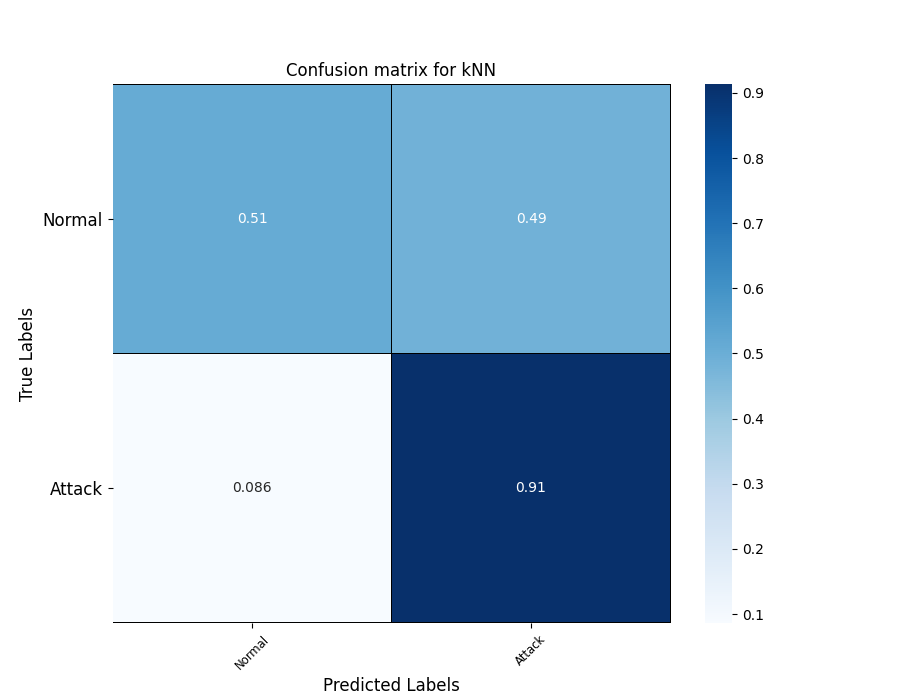 Confusion matrix for kNN
True Labels
Normal
Attack
0.51
0.49
0.086
0.91
Normal
Attack
Predicted Labels
0.9
0.8
0.7
0.6
0.5
0.4
0.3
0.2
0.1